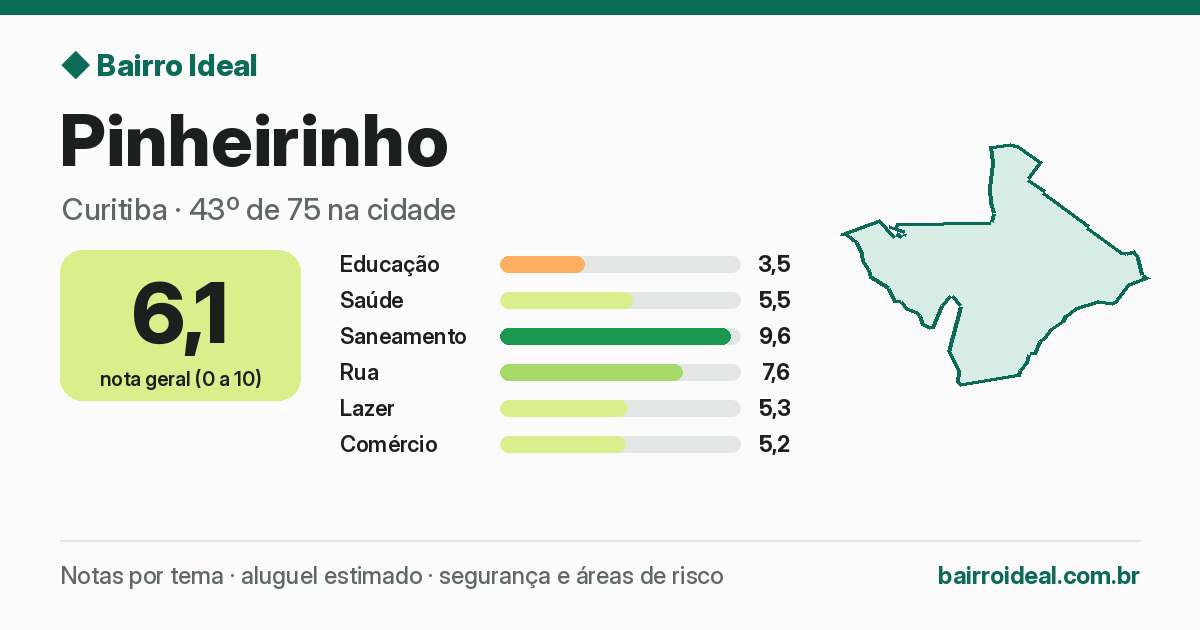 Bairro Ideal
Pinheirinho
Curitiba · 43º de 75 na cidade
6,1
nota geral (0 a 10)
Educação 3,5
Saúde 5,5
Saneamento 9,6
Rua 7,6
Lazer 5,3
Comércio 5,2
Notas por tema · aluguel estimado · segurança e áreas de risco
bairroideal.com.br